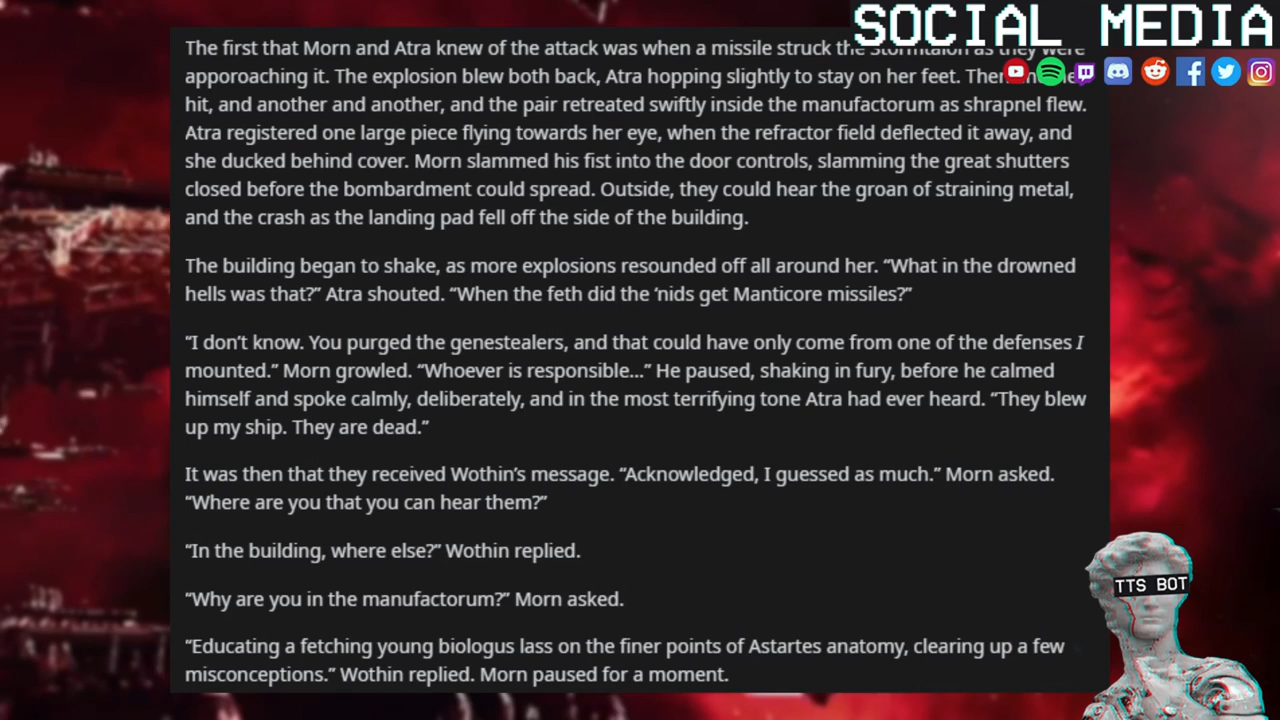 SOCIAL MEDIA
The first that Morn and Atra knew of the attack was when a missile struck the Stormtalon as they were
apporoaching it. The explosion blew both back, Atra hopping slightly to stay on her feet. Then
hit, and another and another, and the pair retreated swiftly inside the manufactorum as shrapnel flew.
Atra registered one large piece flying towards her eye, when the refractor field deflected it away, and
she ducked behind cover. Morn slammed his fist into the door controls, slamming the great shutters
closed before the bombardment could spread. Outside, they could hear the groan of straining metal,
and the crash as the landing pad fell off the side of the building.
The building began to shake, as more explosions resounded off all around her. “What in the drowned
hells was that?” Atra shouted. “When the feth did the ‘nids get Manticore missiles?”
“I don’t know. You purged the genestealers, and that could have only come from one of the defenses I
mounted.” Morn growled. “Whoever is responsible...” He paused, shaking in fury, before he calmed
himself and spoke calmly, deliberately, and in the most terrifying tone Atra had ever heard. “They blew
up my ship. They are dead.”
It was then that they received Wothin’s message. “Acknowledged, I guessed as much.” Morn asked.
“Where are you that you can hear them?”
“In the building, where else?” Wothin replied.
“Why are you in the manufactorum?” Morn asked.
“Educating a fetching young biologus lass on the finer points of Astartes anatomy, clearing up a few
misconceptions.” Wothin replied. Morn paused for a moment.
TTS BOT